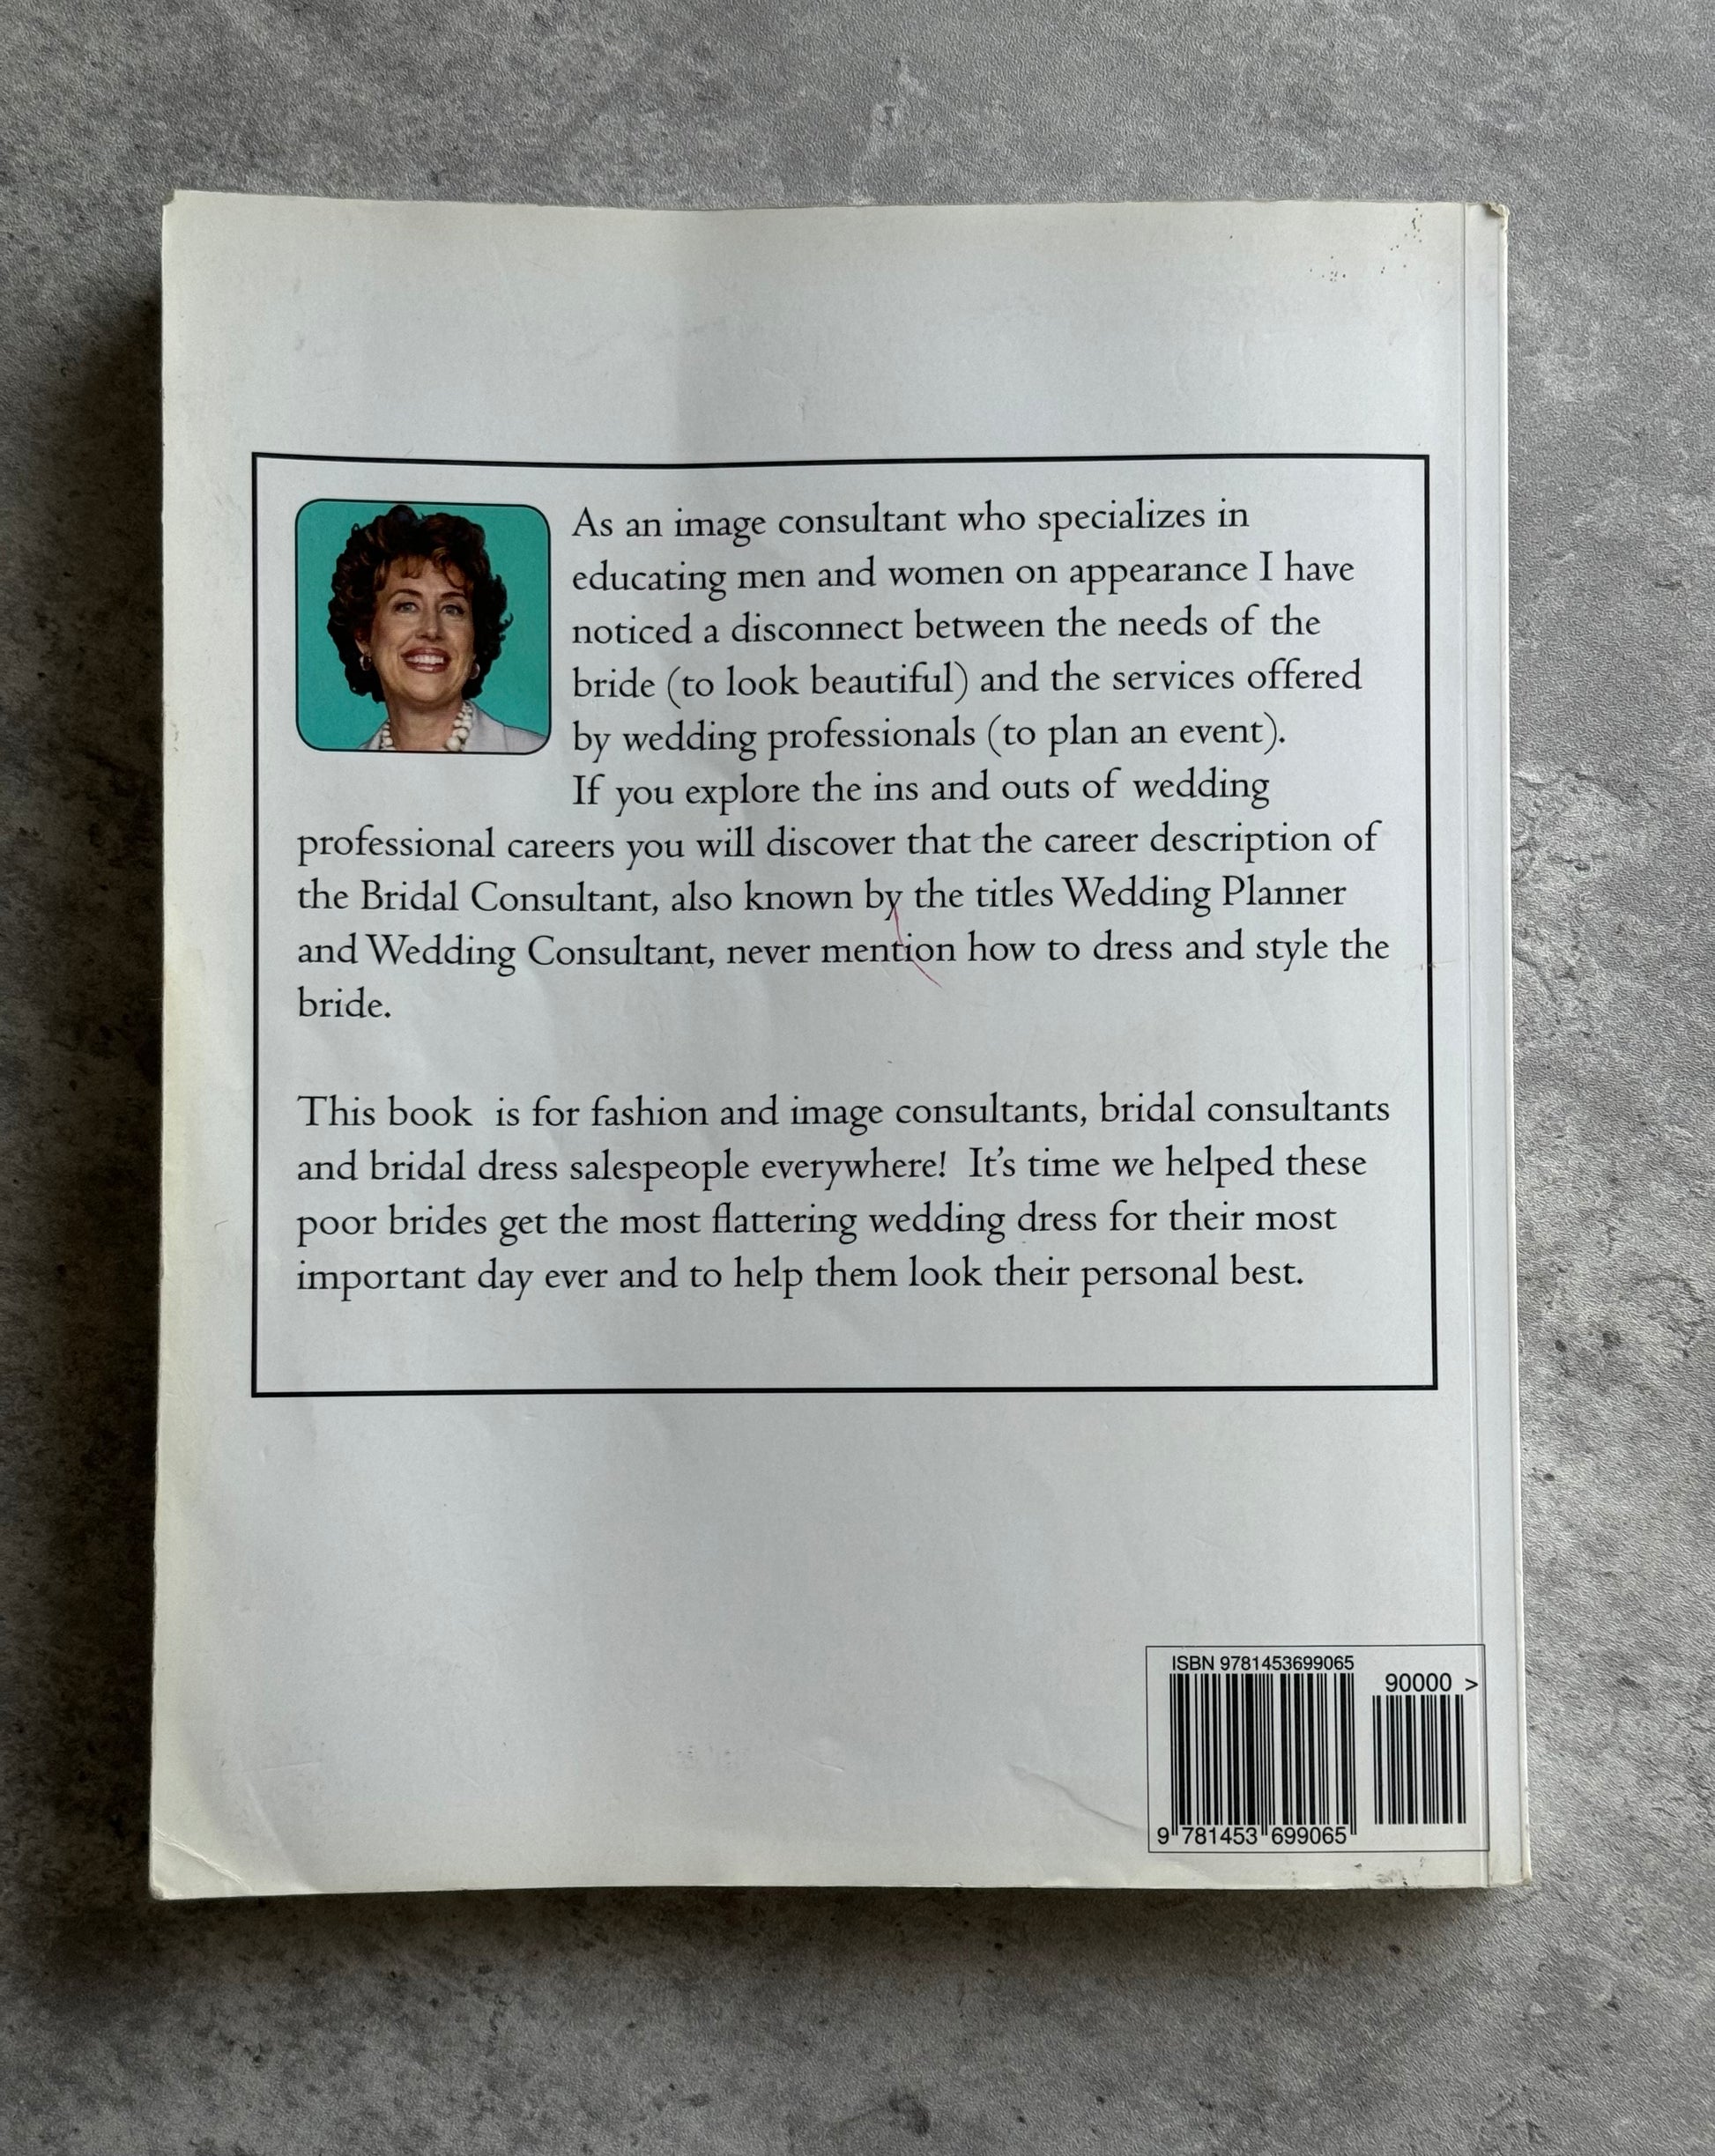 As an image consultant who specializes in
educating men and women on appearance I have
noticed a disconnect between the needs of the
bride (to look beautiful) and the services offered
by wedding professionals (to plan an event).
If you explore the ins and outs of wedding
professional careers you will discover that the career description of
the Bridal Consultant, also known by the titles Wedding Planner
and Wedding Consultant, never mention how to dress and style the
bride.
This book is for fashion and image consultants, bridal consultants
and bridal dress salespeople everywhere! It’s time we helped these
poor brides get the most flattering wedding dress for their most
important day ever and to help them look their personal best.
ISBN 9781453699065
90000 >
9 781453 699065